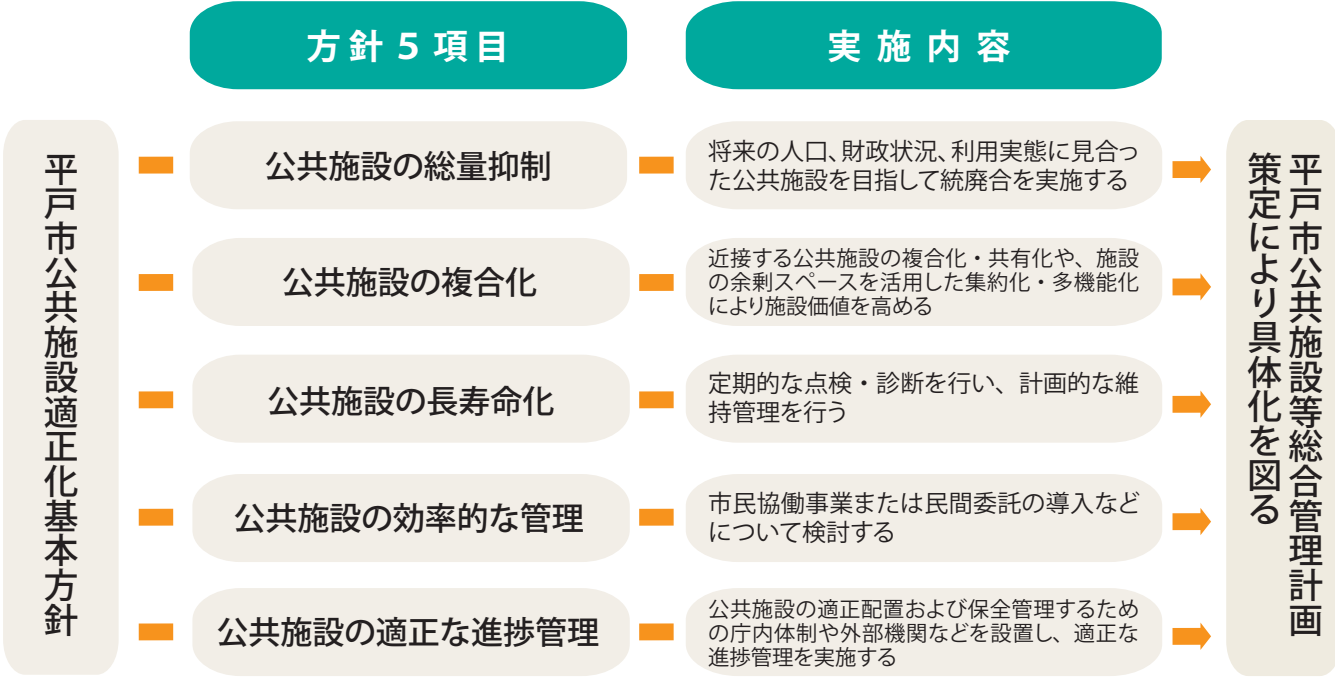 方針5項目
実施内容
平戸市公共施設適正化基本方針
公共施設の総量抑制
将来の人口、財政状況、利用実態に見合っ
た公共施設を目指して統廃合を実施する
公共施設の複合化
近接する公共施設の複合化・共有化や、施設
の余剰スペースを活用した集約化・多機能化
により施設価値を高める
公共施設の長寿命化
定期的な点検・診断を行い、計画的な維
持管理を行う
公共施設の効率的な管理
市民協働事業または民間委託の導入など
について検討する
公共施設の適正な進捗管理
公共施設の適正配置および保全管理するため
の庁内体制や外部機関などを設置し、適正な
進捗管理を実施する
平戸市公共施設等総合管理計画
策定により具体化を図る